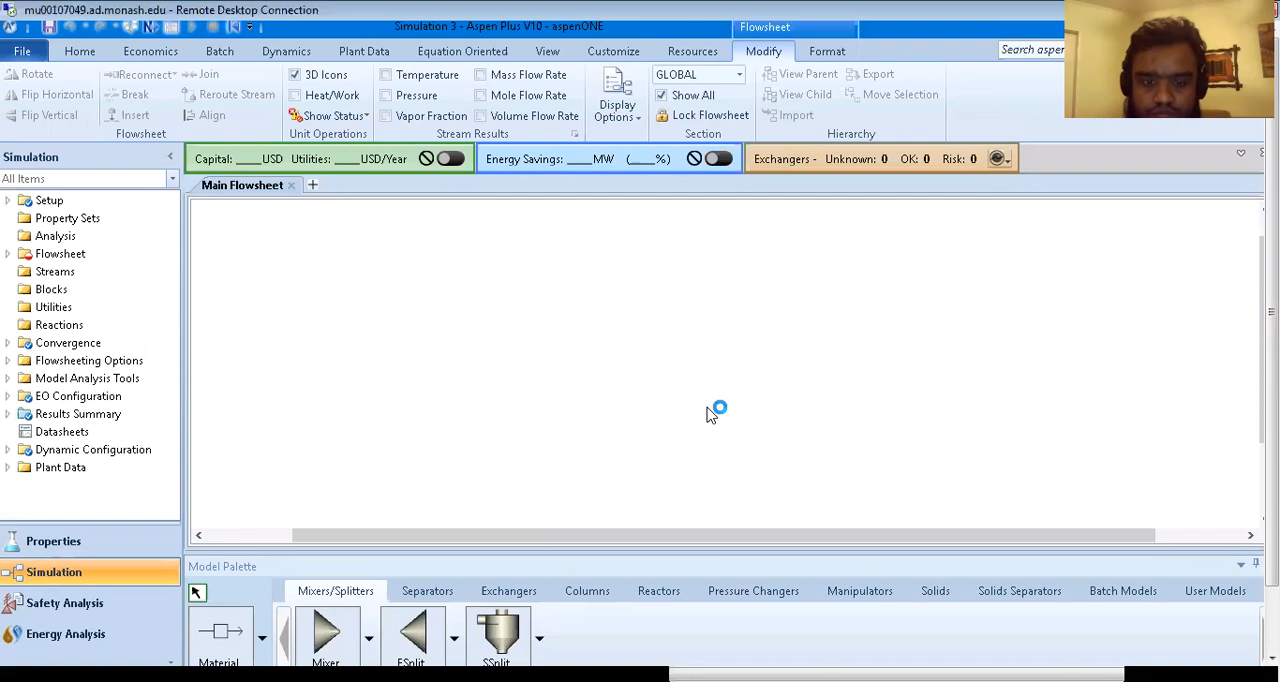 mu00107049.ad.monash.edu - Remote Desktop Connection
Simulation 3 - Aspen Plus V10 - aspenONE
Flowsheet
File Home Economics Batch Dynamics Plant Data Equation Oriented View Customize Resources Modify Format Search asper
Rotate Reconnect Join 3D Icons Temperature Mass Flow Rate GLOBAL View Parent Export
Flip Horizontal Break Reroute Stream Heat/Work Pressure Mole Flow Rate Display Options Show All View Child Move Selection
Flip Vertical Insert Align Show Status Vapor Fraction Volume Flow Rate Lock Flowsheet Import
Flowsheet Unit Operations Stream Results Section Hierarchy
Simulation
Capital: ____USD Utilities: ____USD/Year Energy Savings: ____MW (____%) Exchangers - Unknown: 0 OK: 0 Risk: 0
All Items
Main Flowsheet
Setup
Property Sets
Analysis
Flowsheet
Streams
Blocks
Utilities
Reactions
Convergence
Flowsheeting Options
Model Analysis Tools
EO Configuration
Results Summary
Datasheets
Dynamic Configuration
Plant Data
Properties
Simulation
Safety Analysis
Energy Analysis
Model Palette
Mixers/Splitters Separators Exchangers Columns Reactors Pressure Changers Manipulators Solids Solids Separators Batch Models User Models
Material Mixer FSplit SSplit